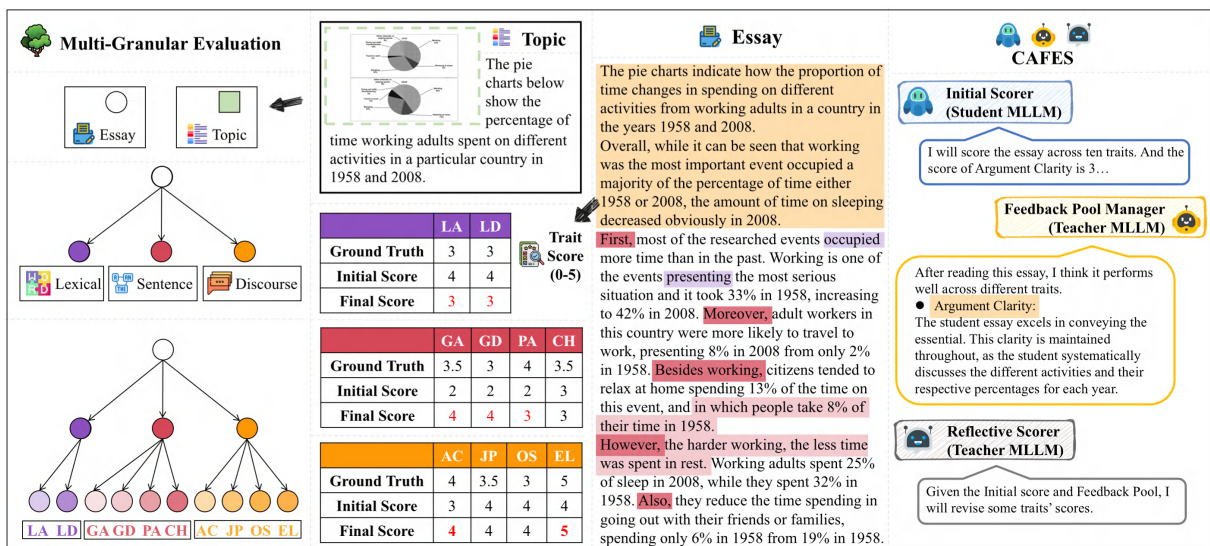 Multi-Granular Evaluation
Essay
Topic
Lexical
Sentence
Discourse
LA LD GA GD PA CH AC JP OS EL
Topic
The pie
charts below
show the
percentage of
time working adults spent on different
activities in a particular country in
1958 and 2008.
LA LD
Ground Truth 3 3
Initial Score 4 4
Final Score 3 3
Trait
Score
(0-5)
GA GD PA CH
Ground Truth 3.5 3 4 3.5
Initial Score 2 2 2 3
Final Score 4 4 3 3
AC JP OS EL
Ground Truth 4 3.5 3 5
Initial Score 3 4 4 4
Final Score 4 4 4 5
Essay
The pie charts indicate how the proportion of
time changes in spending on different
activities from working adults in a country in
the years 1958 and 2008.
Overall, while it can be seen that working
was the most important event occupied a
majority of the percentage of time either
1958 or 2008, the amount of time on sleeping
decreased obviously in 2008.
First, most of the researched events occupied
more time than in the past. Working is one of
the events presenting the most serious
situation and it took 33% in 1958, increasing
to 42% in 2008. Moreover, adult workers in
this country were more likely to travel to
work, presenting 8% in 2008 from only 2%
in 1958. Besides working, citizens tended to
relax at home spending 13% of the time on
this event, and in which people take 8% of
their time in 1958.
However, the harder working, the less time
was spent in rest. Working adults spent 25%
of sleep in 2008, while they spent 32% in
1958. Also, they reduce the time spending in
going out with their friends or families,
spending only 6% in 1958 from 19% in 1958.
CAFES
Initial Scorer
(Student MLLM)
I will score the essay across ten traits. And the
score of Argument Clarity is 3…
Feedback Pool Manager
(Teacher MLLM)
After reading this essay, I think it performs
well across different traits.
● Argument Clarity:
The student essay excels in conveying the
essential. This clarity is maintained
throughout, as the student systematically
discusses the different activities and their
respective percentages for each year.
Reflective Scorer
(Teacher MLLM)
Given the Initial score and Feedback Pool, I
will revise some traits' scores.